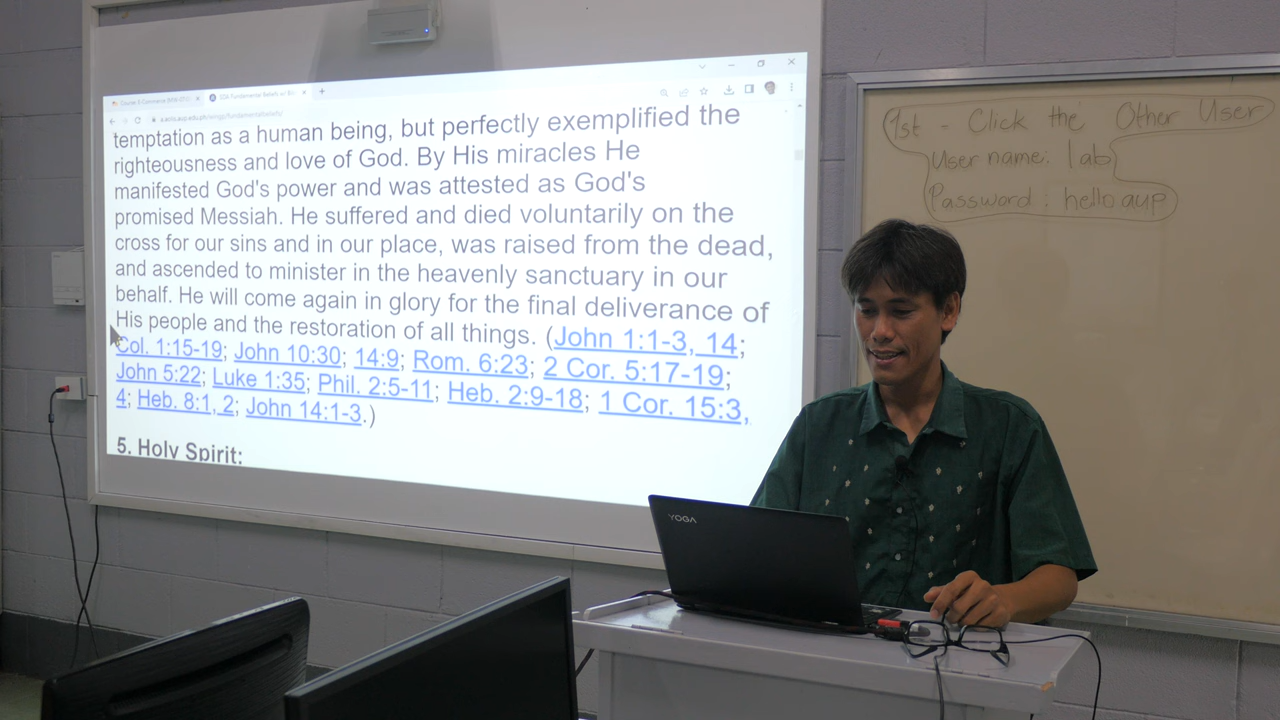 SDA Fundamental Beliefs w/ Bib
temptation as a human being, but perfectly exemplified the
righteousness and love of God. By His miracles He
manifested God's power and was attested as God's
promised Messiah. He suffered and died voluntarily on the
cross for our sins and in our place, was raised from the dead,
and ascended to minister in the heavenly sanctuary in our
behalf. He will come again in glory for the final deliverance of
His people and the restoration of all things. (John 1:1-3, 14;
Col. 1:15-19; John 10:30; 14:9; Rom. 6:23; 2 Cor. 5:17-19;
John 5:22; Luke 1:35; Phil. 2:5-11; Heb. 2:9-18; 1 Cor. 15:3,
4; Heb. 8:1, 2; John 14:1-3.)
5. Holy Spirit:
1st - Click the Other User
User name: lab
Password : hello aup
YOGA